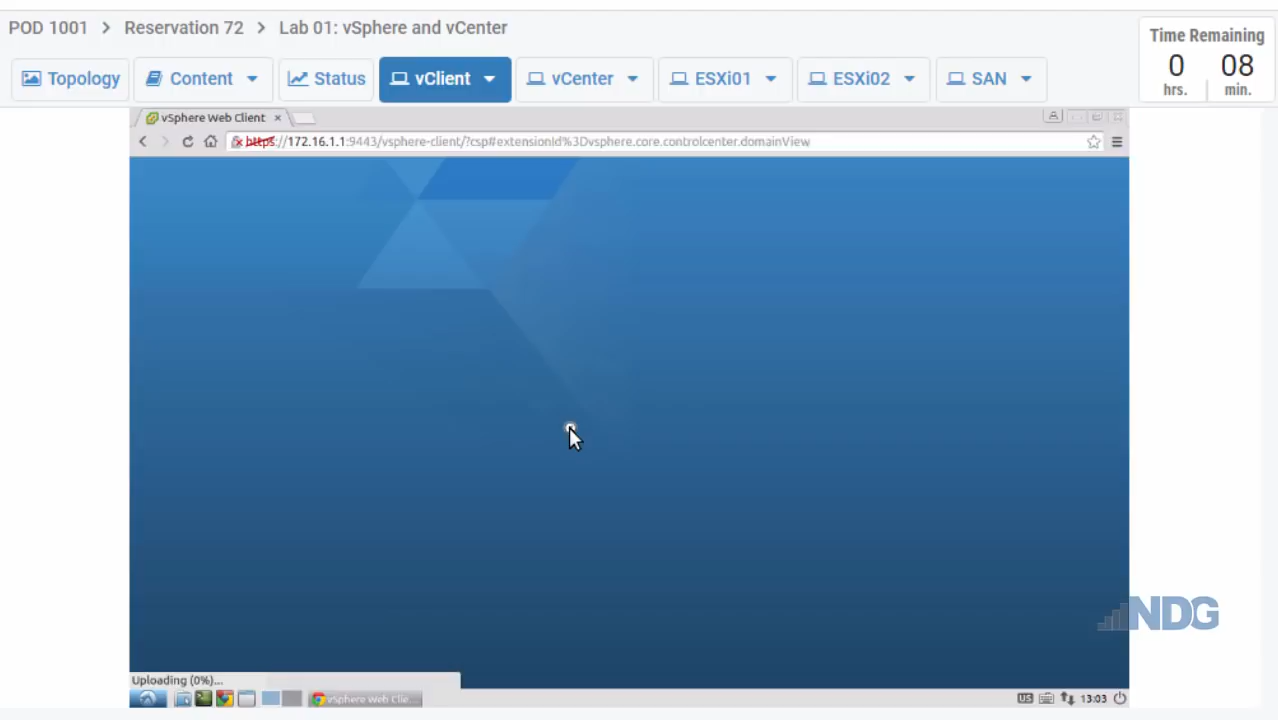 POD 1001 > Reservation 72 > Lab 01: vSphere and vCenter
Time Remaining
0 08
hrs. min.
Topology Content Status vClient vCenter ESXi01 ESXi02 SAN
vSphere Web Client ×
https://172.16.1.1:9443/vsphere-client/?csp#extensionId%3Dvsphere.core.controlcenter.domainView
NDG
Uploading (0%)...
vSphere Web Clie...
US 13:03